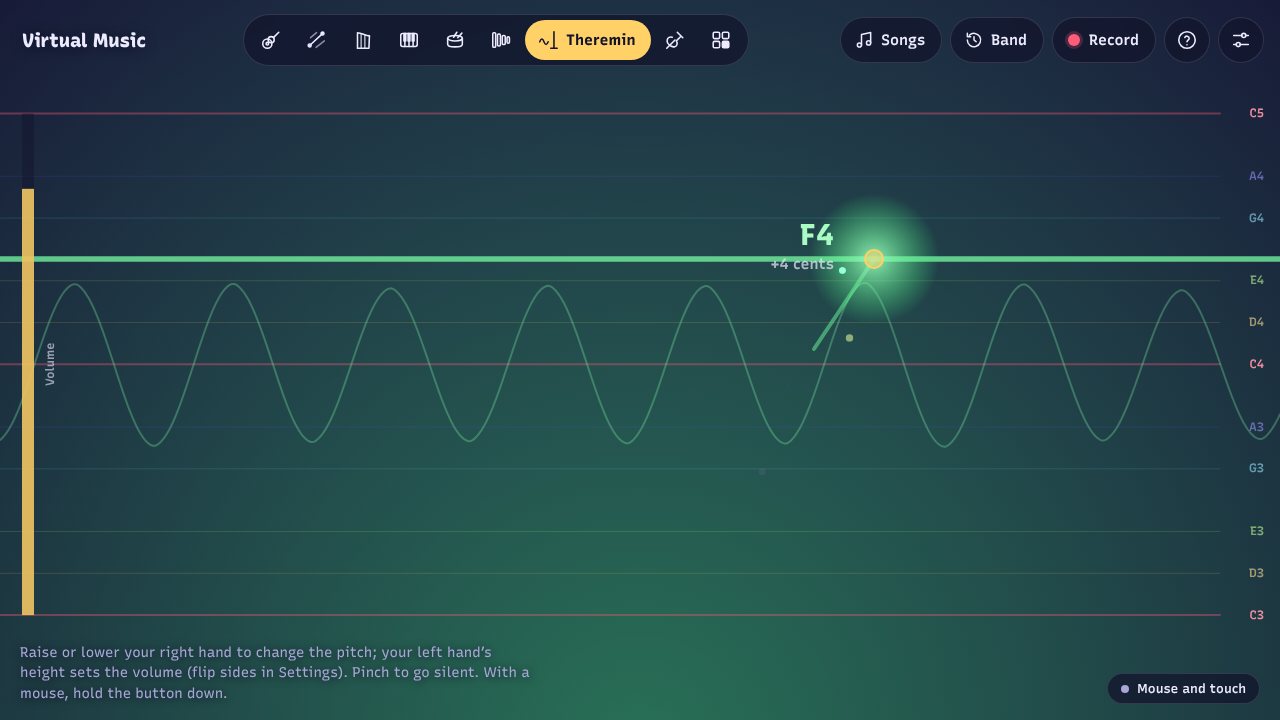 Virtual Music
Theremin
Songs
Band
Record
C5
A4
G4
F4
+4 cents
E4
D4
Volume
C4
A3
G3
E3
D3
C3
Raise or lower your right hand to change the pitch; your left hand's
height sets the volume (flip sides in Settings). Pinch to go silent. With a
mouse, hold the button down.
Mouse and touch